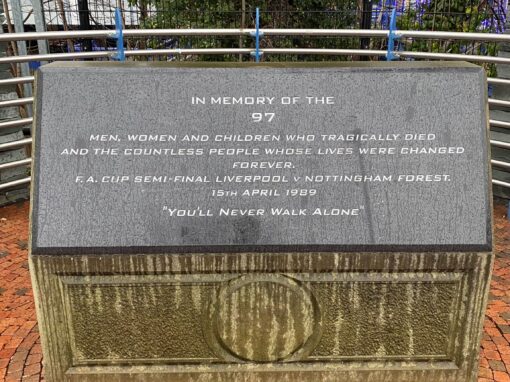 IN MEMORY OF THE
97
MEN, WOMEN AND CHILDREN WHO TRAGICALLY DIED
AND THE COUNTLESS PEOPLE WHOSE LIVES WERE CHANGED
FOREVER.
F.A. CUP SEMI-FINAL LIVERPOOL V NOTTINGHAM FOREST.
15TH APRIL 1989
"YOU'LL NEVER WALK ALONE"